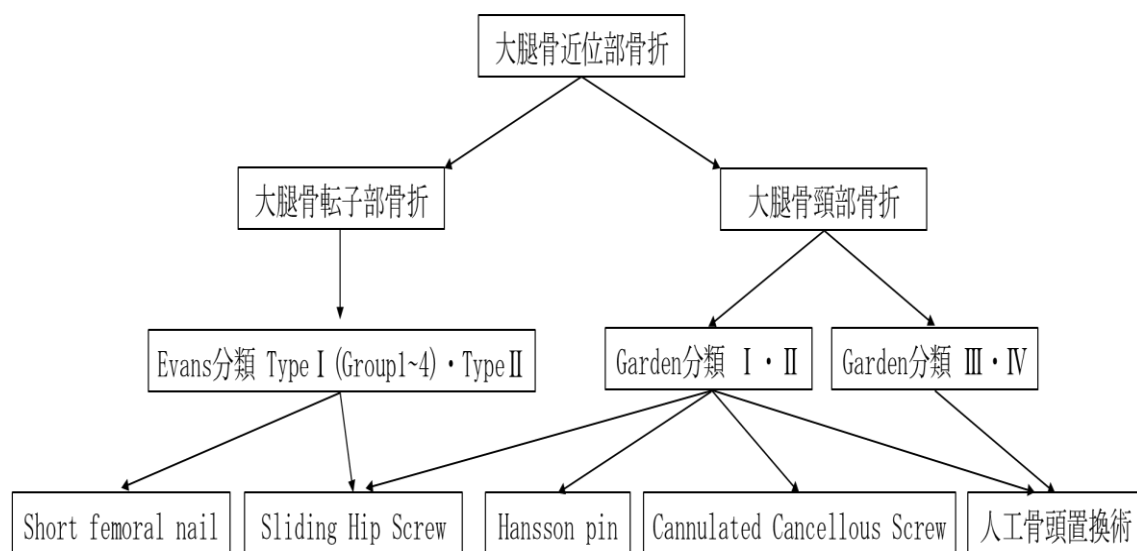 大腿骨近位部骨折
大腿骨転子部骨折
大腿骨頸部骨折
Evans分類 TypeⅠ(Group1~4)・TypeⅡ
Garden分類 Ⅰ・Ⅱ
Garden分類 Ⅲ・Ⅳ
Short femoral nail
Sliding Hip Screw
Hansson pin
Cannulated Cancellous Screw
人工骨頭置換術